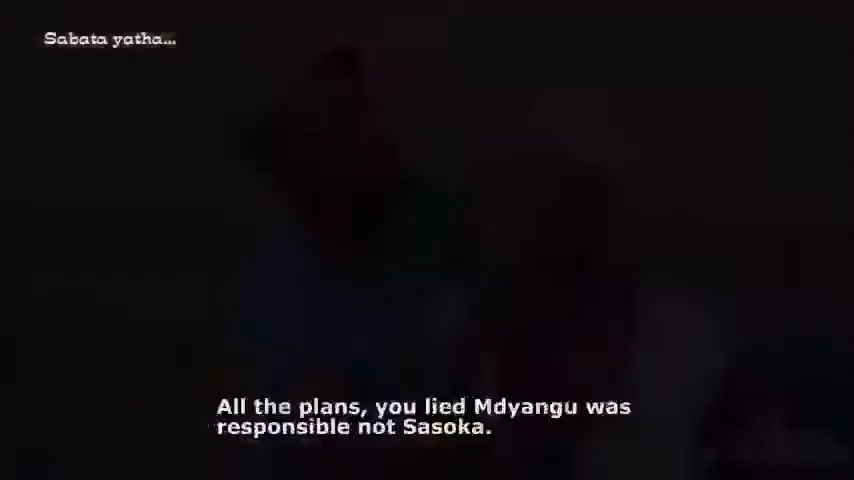 Sabata yatha...
All the plans, you lied Mdyangu was
responsible not Sasoka.